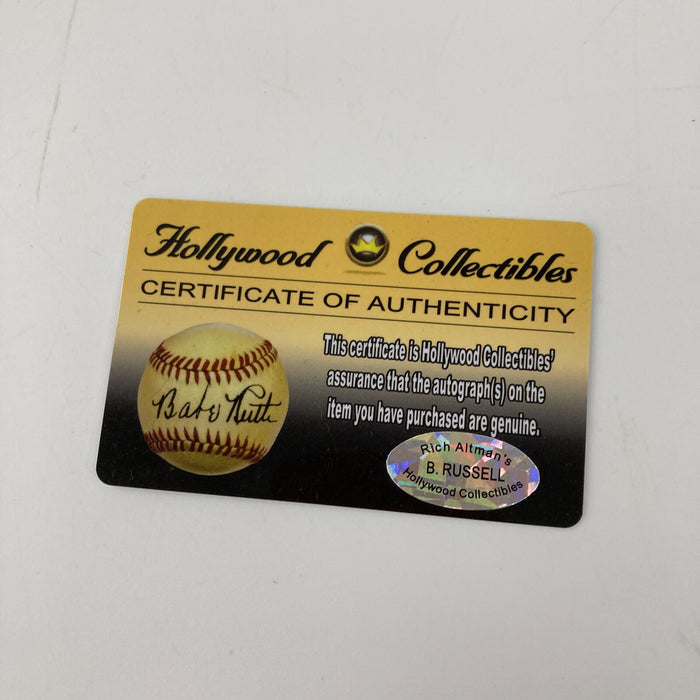 Hollywood Collectibles
CERTIFICATE OF AUTHENTICITY
Babe Ruth
This certificate is Hollywood Collectibles'
assurance that the autograph(s) on the
item you have purchased are genuine.
Rich Altman's
B. RUSSELL
Hollywood Collectibles